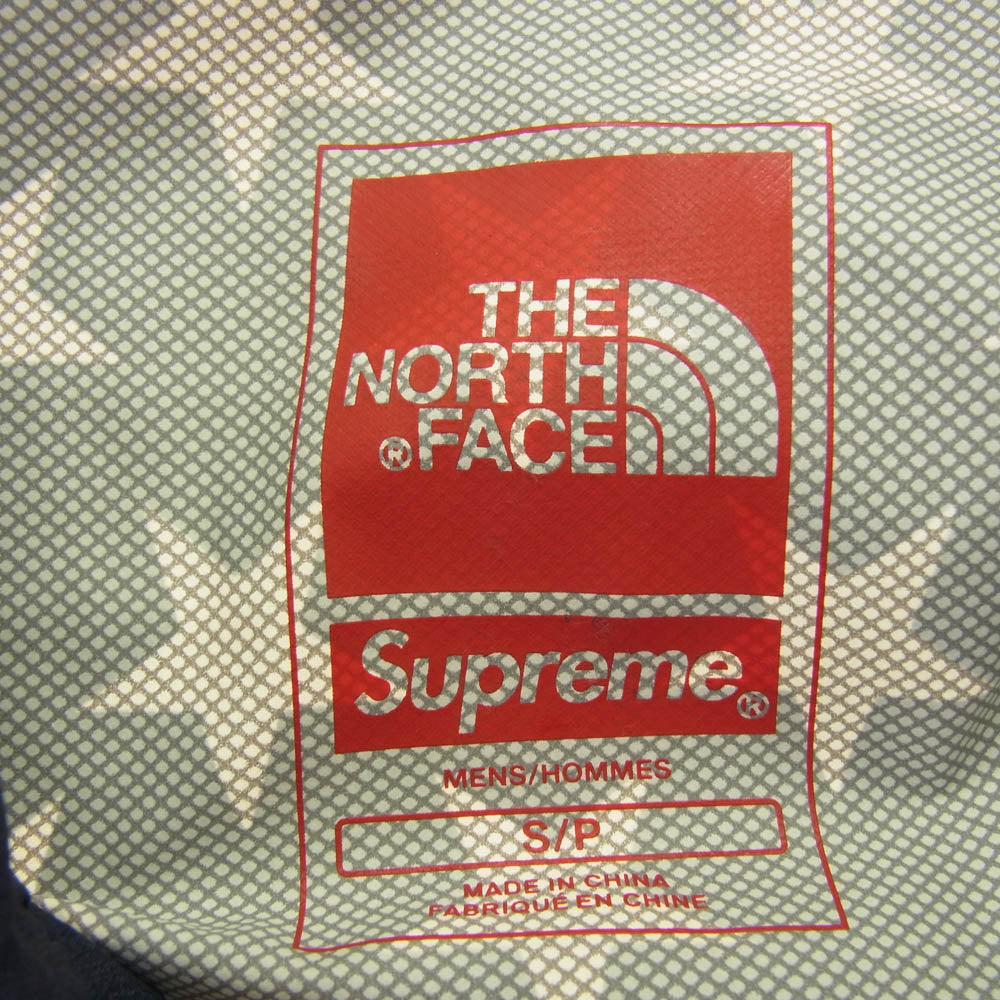 THE
NORTH
®FACE
Supreme®
MENS/HOMMES
S/P
MADE IN CHINA
FABRIQUÉ EN CHINE